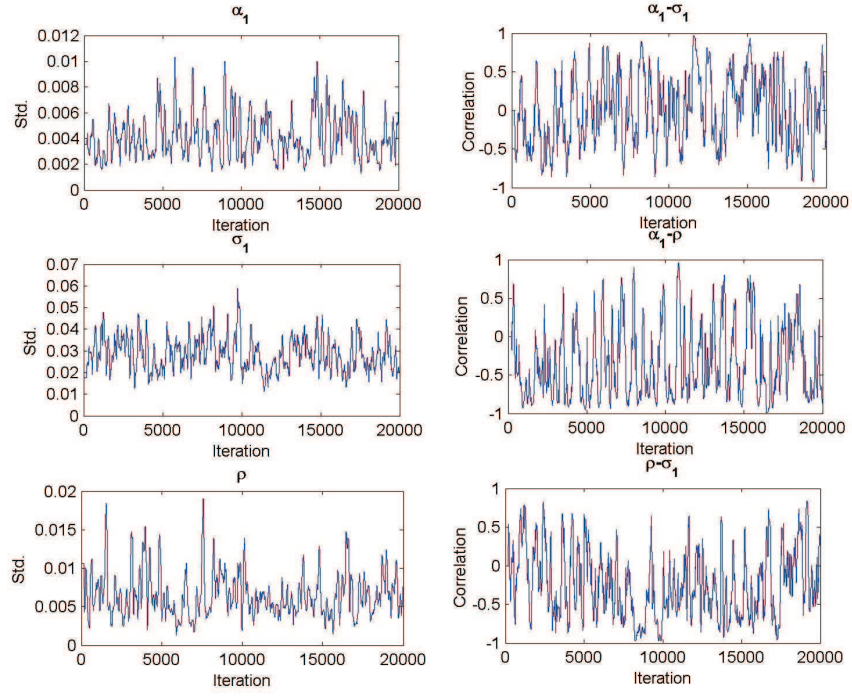 α₁
0.012
0.01
0.008
0.006
0.004
0.002
0
Std.
0 5000 10000 15000 20000
Iteration
α₁-σ₁
1
0.5
0
-0.5
-1
Correlation
0 5000 10000 15000 20000
Iteration
σ₁
0.07
0.06
0.05
0.04
0.03
0.02
0.01
0
Std.
0 5000 10000 15000 20000
Iteration
α₁-ρ
1
0.5
0
-0.5
-1
Correlation
0 5000 10000 15000 20000
Iteration
ρ
0.02
0.015
0.01
0.005
0
Std.
0 5000 10000 15000 20000
Iteration
ρ-σ₁
1
0.5
0
-0.5
-1
Correlation
0 5000 10000 15000 20000
Iteration